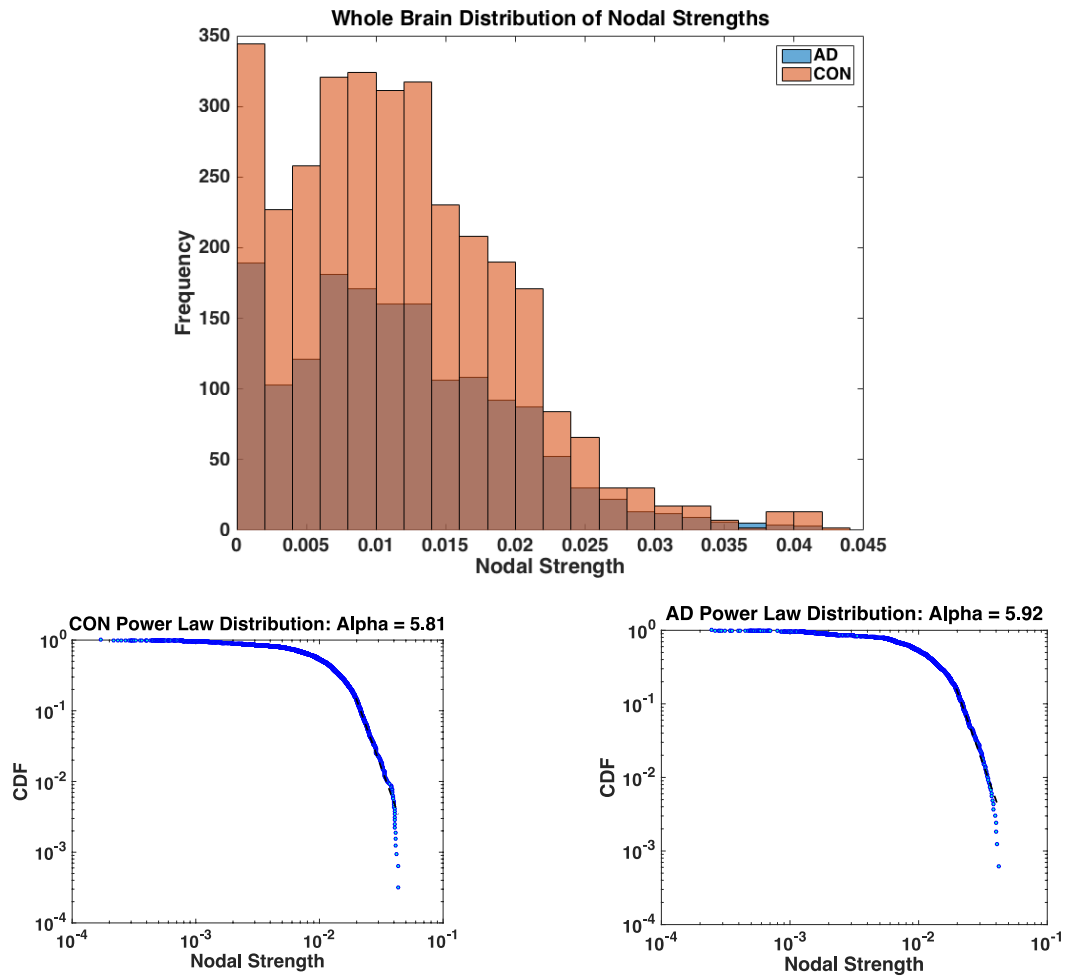 Whole Brain Distribution of Nodal Strengths
350
300
250
200
150
100
50
0
Frequency
AD
CON
0 0.005 0.01 0.015 0.02 0.025 0.03 0.035 0.04 0.045
Nodal Strength
CON Power Law Distribution: Alpha = 5.81
10^0
10^-1
10^-2
10^-3
10^-4
CDF
10^-4 10^-3 10^-2 10^-1
Nodal Strength
AD Power Law Distribution: Alpha = 5.92
10^0
10^-1
10^-2
10^-3
10^-4
CDF
10^-4 10^-3 10^-2 10^-1
Nodal Strength